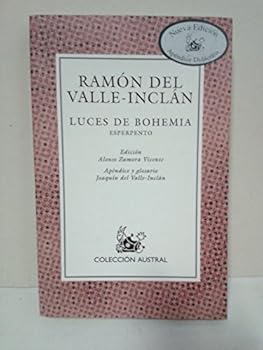 Nueva Edición
Apéndice Didáctico
RAMÓN DEL
VALLE-INCLÁN
LUCES DE BOHEMIA
ESPERPENTO
Edición
Alonso Zamora Vicente
Apéndice y glosario
Joaquín del Valle-Inclán
COLECCIÓN AUSTRAL